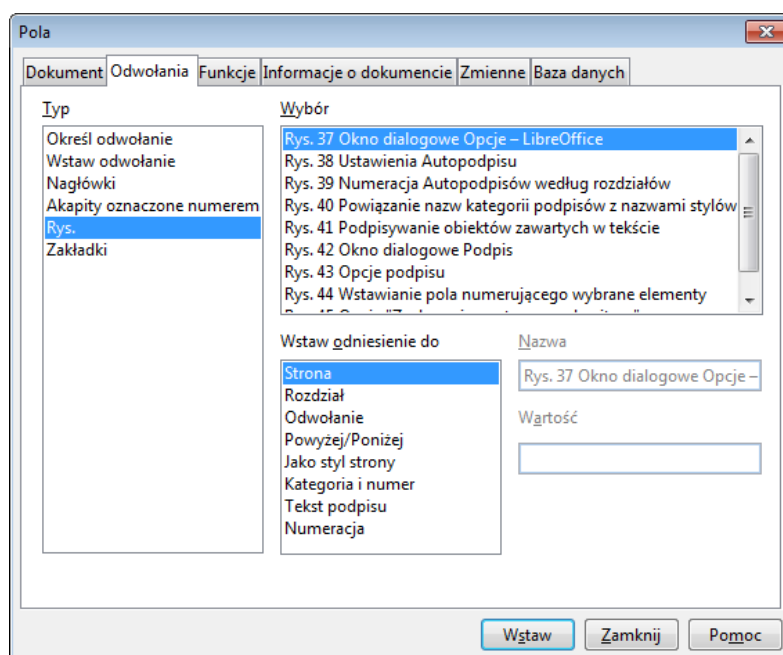 Pola
Dokument Odwołania Funkcje Informacje o dokumencie Zmienne Baza danych
Typ
Określ odwołanie
Wstaw odwołanie
Nagłówki
Akapity oznaczone numerem
Rys.
Zakładki
Wybór
Rys. 37 Okno dialogowe Opcje – LibreOffice
Rys. 38 Ustawienia Autopodpisu
Rys. 39 Numeracja Autopodpisów według rozdziałów
Rys. 40 Powiązanie nazw kategorii podpisów z nazwami stylów
Rys. 41 Podpisywanie obiektów zawartych w tekście
Rys. 42 Okno dialogowe Podpis
Rys. 43 Opcje podpisu
Rys. 44 Wstawianie pola numerującego wybrane elementy
Wstaw odniesienie do
Strona
Rozdział
Odwołanie
Powyżej/Poniżej
Jako styl strony
Kategoria i numer
Tekst podpisu
Numeracja
Nazwa
Rys. 37 Okno dialogowe Opcje –
Wartość
Wstaw Zamknij Pomoc